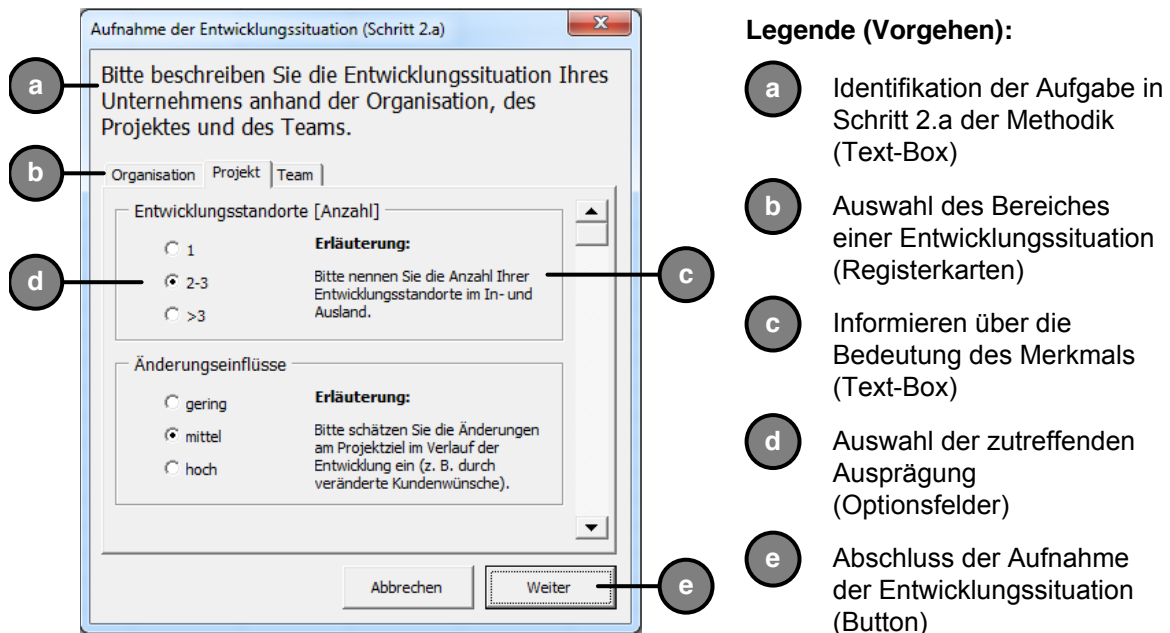 Aufnahme der Entwicklungssituation (Schritt 2.a)
Bitte beschreiben Sie die Entwicklungssituation Ihres
Unternehmens anhand der Organisation, des
Projektes und des Teams.
a
b
Organisation Projekt Team
Entwicklungsstandorte [Anzahl]
1
2-3
>3
Erläuterung:
Bitte nennen Sie die Anzahl Ihrer
Entwicklungsstandorte im In- und
Ausland.
d
c
Änderungseinflüsse
gering
mittel
hoch
Erläuterung:
Bitte schätzen Sie die Änderungen
am Projektziel im Verlauf der
Entwicklung ein (z. B. durch
veränderte Kundenwünsche).
Abbrechen
Weiter
e
Legende (Vorgehen):
a
Identifikation der Aufgabe in
Schritt 2.a der Methodik
(Text-Box)
b
Auswahl des Bereiches
einer Entwicklungssituation
(Registerkarten)
c
Informieren über die
Bedeutung des Merkmals
(Text-Box)
d
Auswahl der zutreffenden
Ausprägung
(Optionsfelder)
e
Abschluss der Aufnahme
der Entwicklungssituation
(Button)